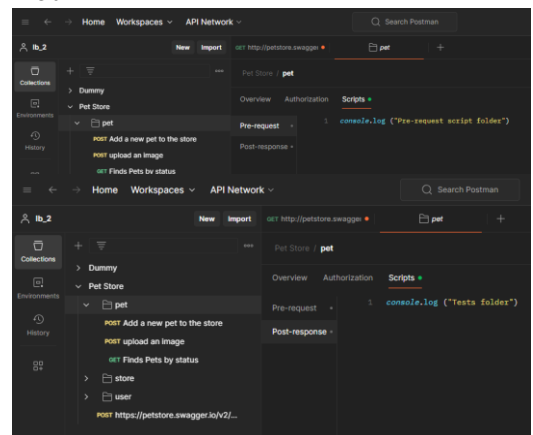 Home Workspaces API Network Search Postman
lb_2 New Import GET http://petstore.swagger pet
Collections
Pet Store / pet
Dummy
Overview Authorization Scripts
Pet Store
Environments
pet
Pre-request 1 console.log ("Pre-request script folder")
POST Add a new pet to the store
History
POST upload an image
Post-response
GET Finds Pets by status
Home Workspaces API Network Search Postman
lb_2 New Import GET http://petstore.swagger pet
Collections
Pet Store / pet
Dummy
Overview Authorization Scripts
Pet Store
Environments
pet
Pre-request 1 console.log ("Tests folder")
POST Add a new pet to the store
History
POST upload an image
Post-response
GET Finds Pets by status
store
user
POST https://petstore.swagger.io/v2/...